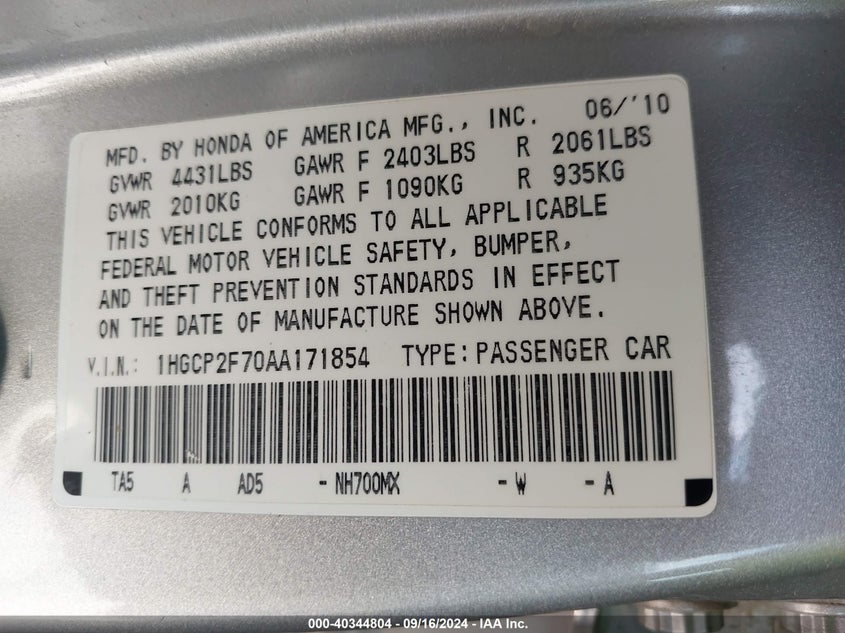 MFD. BY HONDA OF AMERICA MFG., INC. 06/'10
GVWR 4431LBS GAWR F 2403LBS R 2061LBS
GVWR 2010KG GAWR F 1090KG R 935KG
THIS VEHICLE CONFORMS TO ALL APPLICABLE
FEDERAL MOTOR VEHICLE SAFETY, BUMPER,
AND THEFT PREVENTION STANDARDS IN EFFECT
ON THE DATE OF MANUFACTURE SHOWN ABOVE.
V.I.N.: 1HGCP2F70AA171854 TYPE:PASSENGER CAR
TA5 A AD5 -NH700MX -W -A
000-40344804 - 09/16/2024 - IAA Inc.